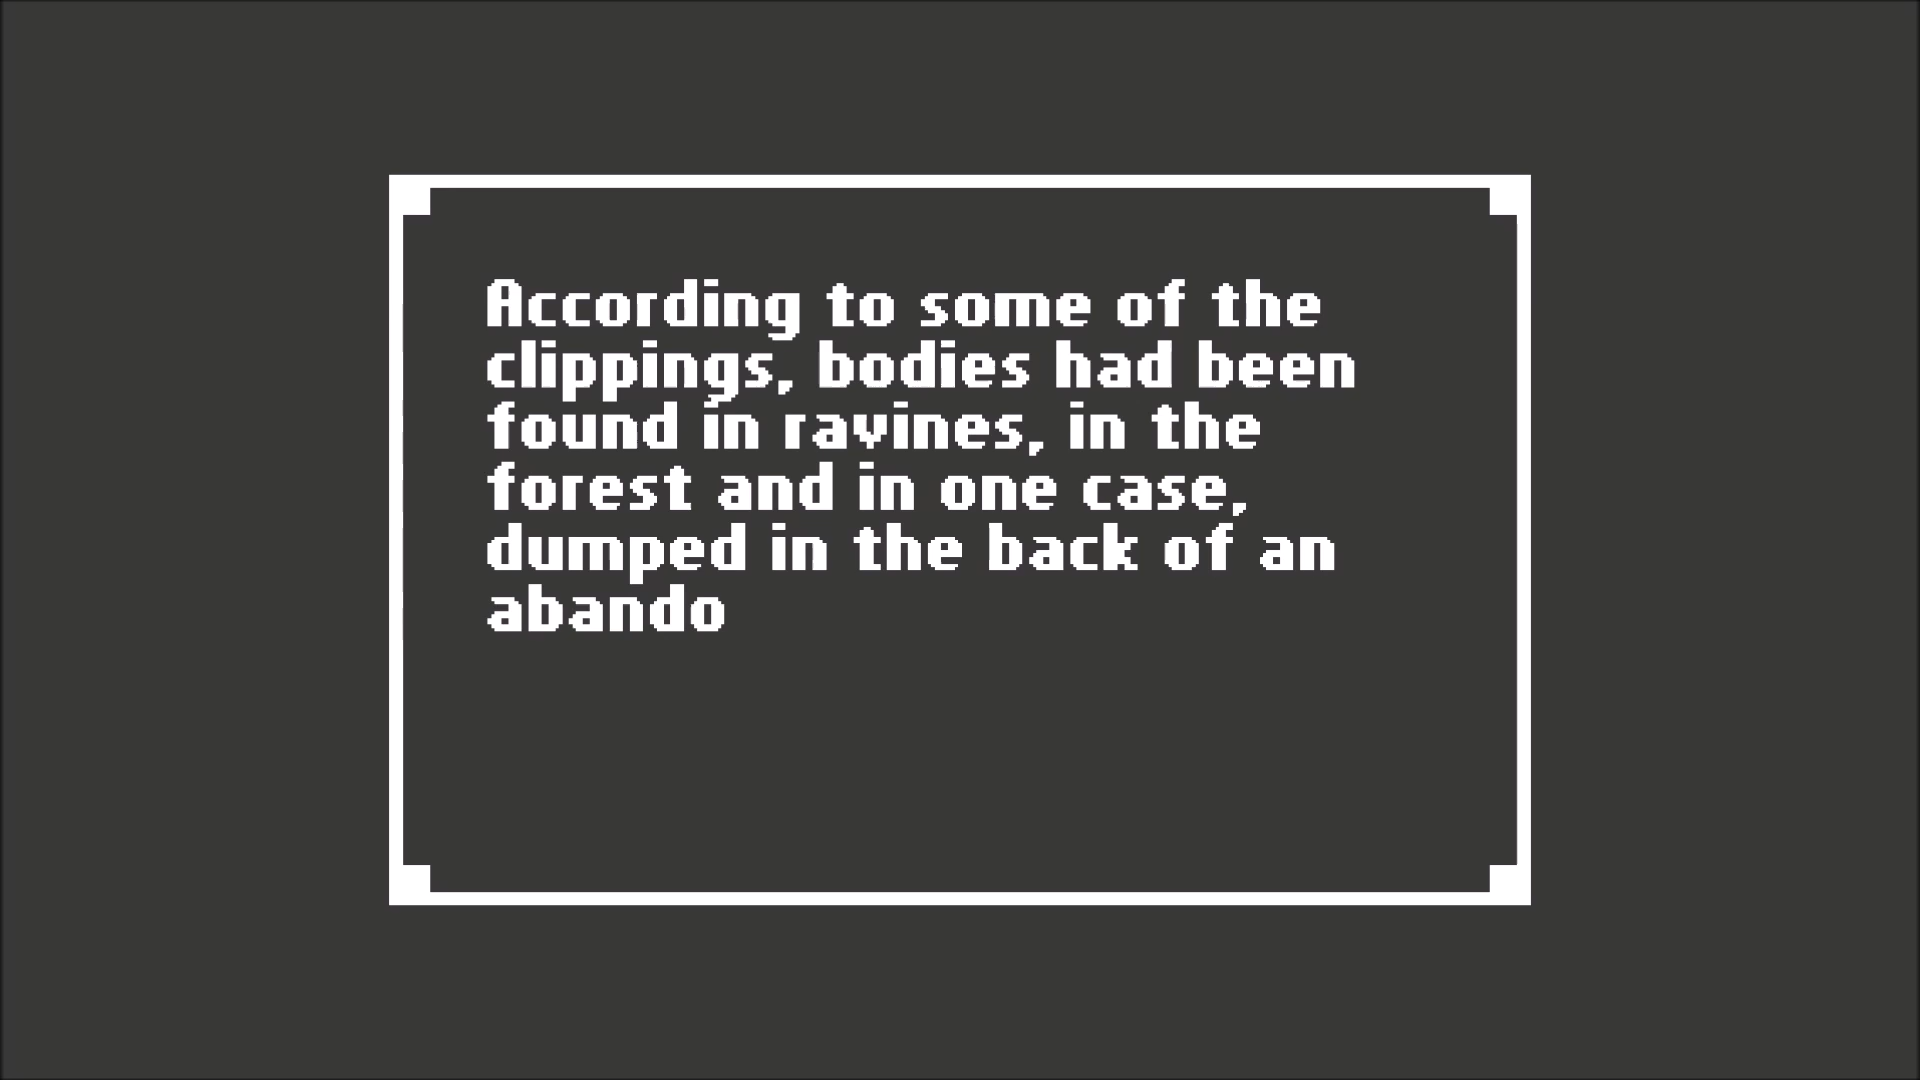 According to some of the
clippings, bodies had been
found in ravines, in the
forest and in one case,
dumped in the back of an
abando